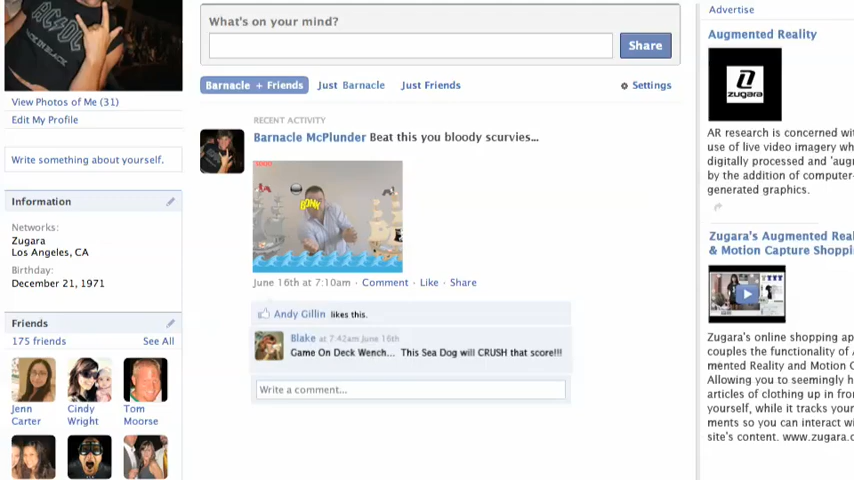 AC/DC
BACK IN BLACK
View Photos of Me (31)
Edit My Profile
Write something about yourself.
Information
Networks:
Zugara
Los Angeles, CA
Birthday:
December 21, 1971
Friends
175 friends
See All
Jenn
Carter
Cindy
Wright
Tom
Moorse
What's on your mind?
Share
Barnacle + Friends
Just Barnacle
Just Friends
Settings
RECENT ACTIVITY
Barnacle McPlunder Beat this you bloody scurvies...
BONK
June 16th at 7:10am · Comment · Like · Share
Andy Gillin likes this.
Blake at 7:42am June 16th
Game On Deck Wench... This Sea Dog will CRUSH that score!!!
Write a comment...
Advertise
Augmented Reality
zugara
AR research is concerned with
use of live video imagery wh
digitally processed and 'aug
by the addition of computer-
generated graphics.
Zugara's Augmented Real
& Motion Capture Shoppi
Zugara's online shopping ap
couples the functionality of A
mented Reality and Motion C
Allowing you to seemingly h
articles of clothing up in fron
yourself, while it tracks your
ments so you can interact wi
site's content. www.zugara.c